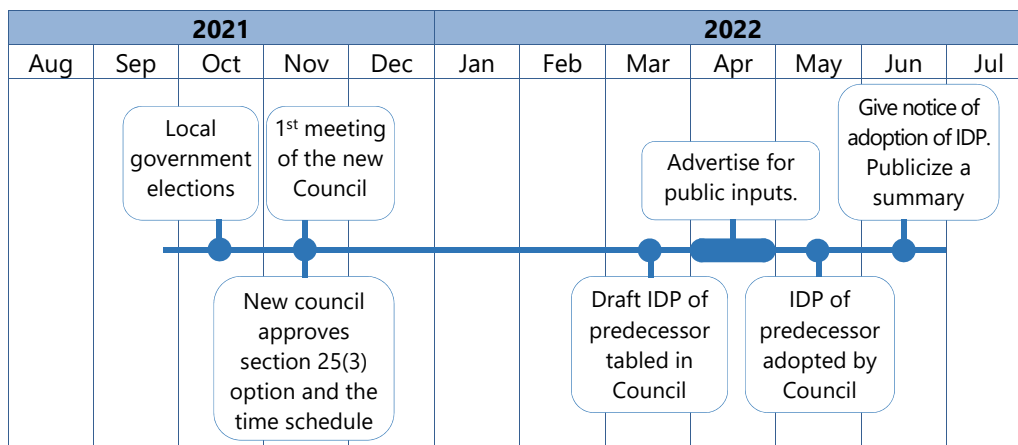 2021
2022
Aug
Sep
Oct
Nov
Dec
Jan
Feb
Mar
Apr
May
Jun
Jul
Local
government
elections
1st meeting
of the new
Council
Advertise for
public inputs.
Give notice of
adoption of IDP.
Publicize a
summary
New council
approves
section 25(3)
option and the
time schedule
Draft IDP of
predecessor
tabled in
Council
IDP of
predecessor
adopted by
Council